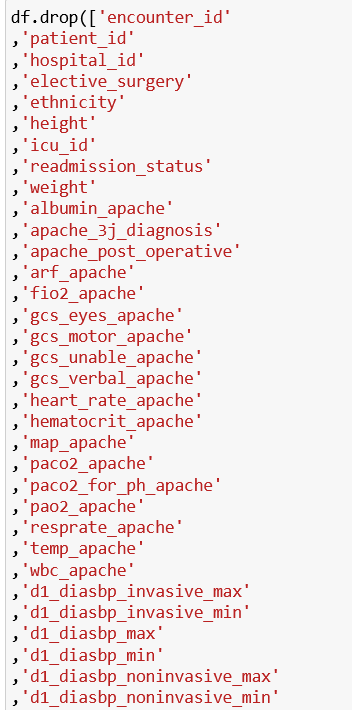 df.drop(['encounter_id'
,'patient_id'
,'hospital_id'
,'elective_surgery'
,'ethnicity'
,'height'
,'icu_id'
,'readmission_status'
,'weight'
,'albumin_apache'
,'apache_3j_diagnosis'
,'apache_post_operative'
,'arf_apache'
,'fio2_apache'
,'gcs_eyes_apache'
,'gcs_motor_apache'
,'gcs_unable_apache'
,'gcs_verbal_apache'
,'heart_rate_apache'
,'hematocrit_apache'
,'map_apache'
,'paco2_apache'
,'paco2_for_ph_apache'
,'pao2_apache'
,'resprate_apache'
,'temp_apache'
,'wbc_apache'
,'d1_diasbp_invasive_max'
,'d1_diasbp_invasive_min'
,'d1_diasbp_max'
,'d1_diasbp_min'
,'d1_diasbp_noninvasive_max'
,'d1_diasbp_noninvasive_min'